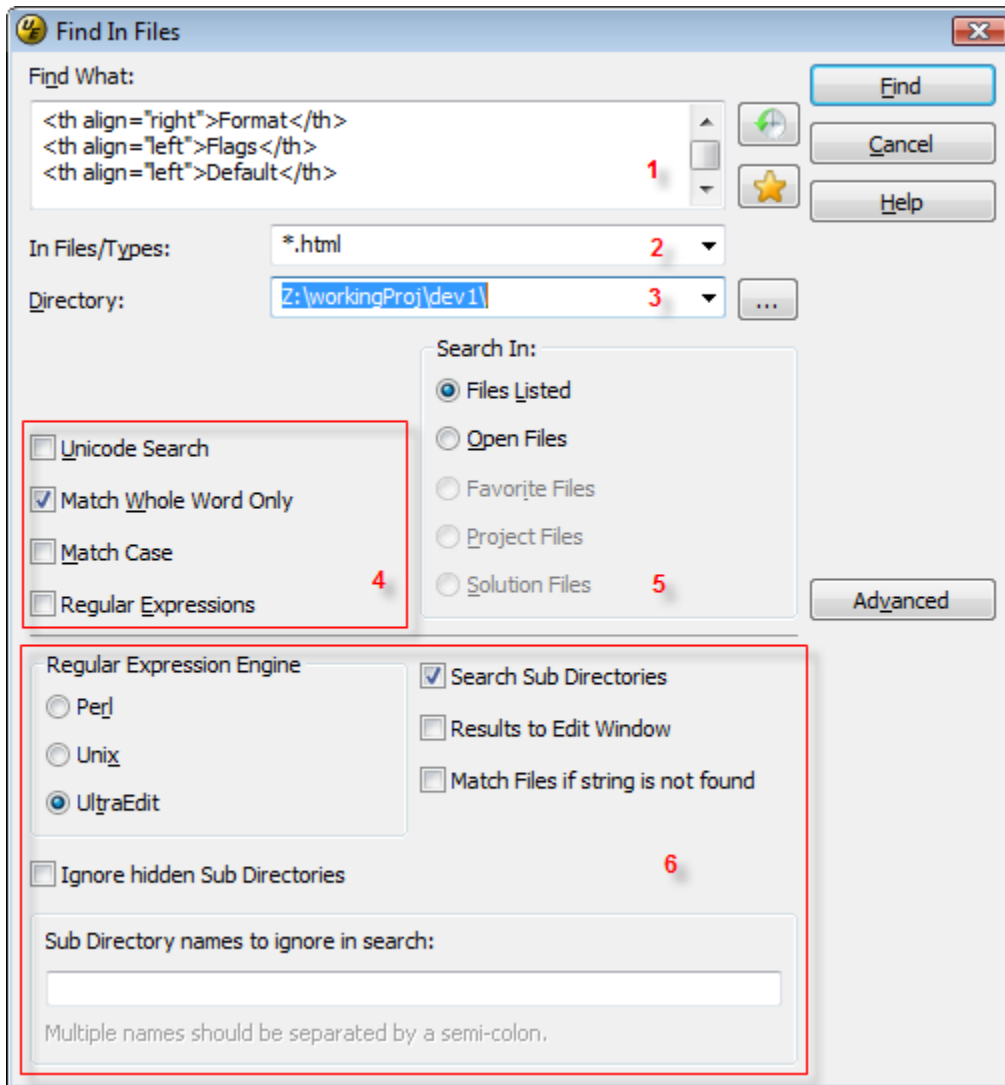 UE Find In Files
Find What:
Find
<th align="right">Format</th>
<th align="left">Flags</th>
<th align="left">Default</th>
1
Cancel
Help
In Files/Types:
*.html
2
Directory:
Z:\workingProj\dev1\
3
...
Search In:
Files Listed
Open Files
Favorite Files
Project Files
Solution Files
5
Unicode Search
Match Whole Word Only
Match Case
Regular Expressions
4
Advanced
Regular Expression Engine
Perl
Unix
UltraEdit
Search Sub Directories
Results to Edit Window
Match Files if string is not found
Ignore hidden Sub Directories
6
Sub Directory names to ignore in search:
Multiple names should be separated by a semi-colon.